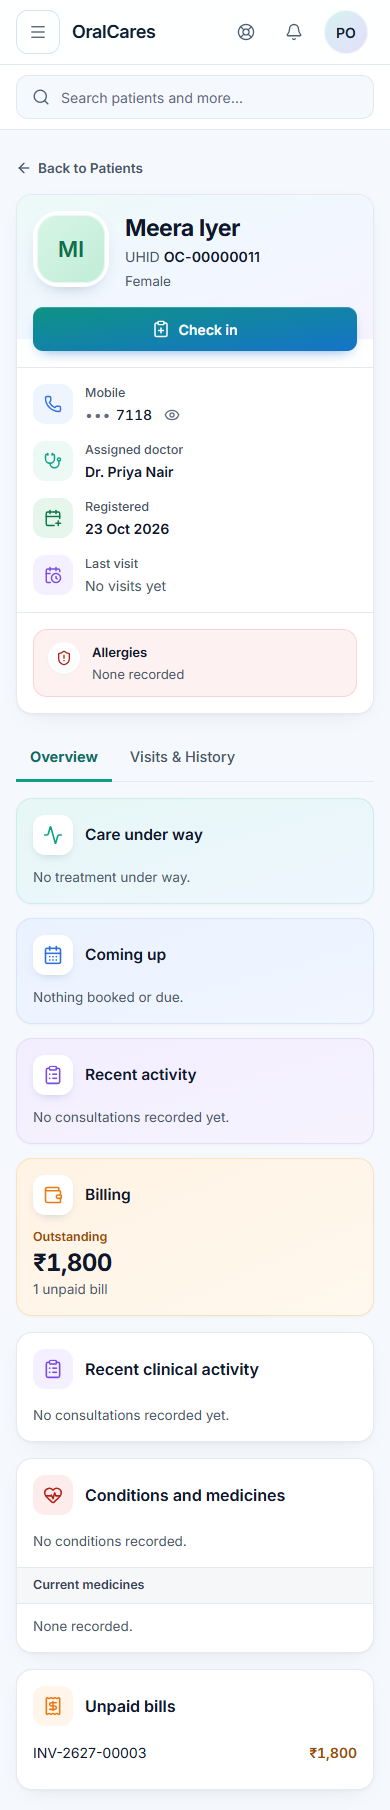 OralCares
PO
Search patients and more...
Back to Patients
MI
Meera Iyer
UHID OC-00000011
Female
Check in
Mobile
••• 7118
Assigned doctor
Dr. Priya Nair
Registered
23 Oct 2026
Last visit
No visits yet
Allergies
None recorded
Overview
Visits & History
Care under way
No treatment under way.
Coming up
Nothing booked or due.
Recent activity
No consultations recorded yet.
Billing
Outstanding
₹1,800
1 unpaid bill
Recent clinical activity
No consultations recorded yet.
Conditions and medicines
No conditions recorded.
Current medicines
None recorded.
Unpaid bills
INV-2627-00003 ₹1,800